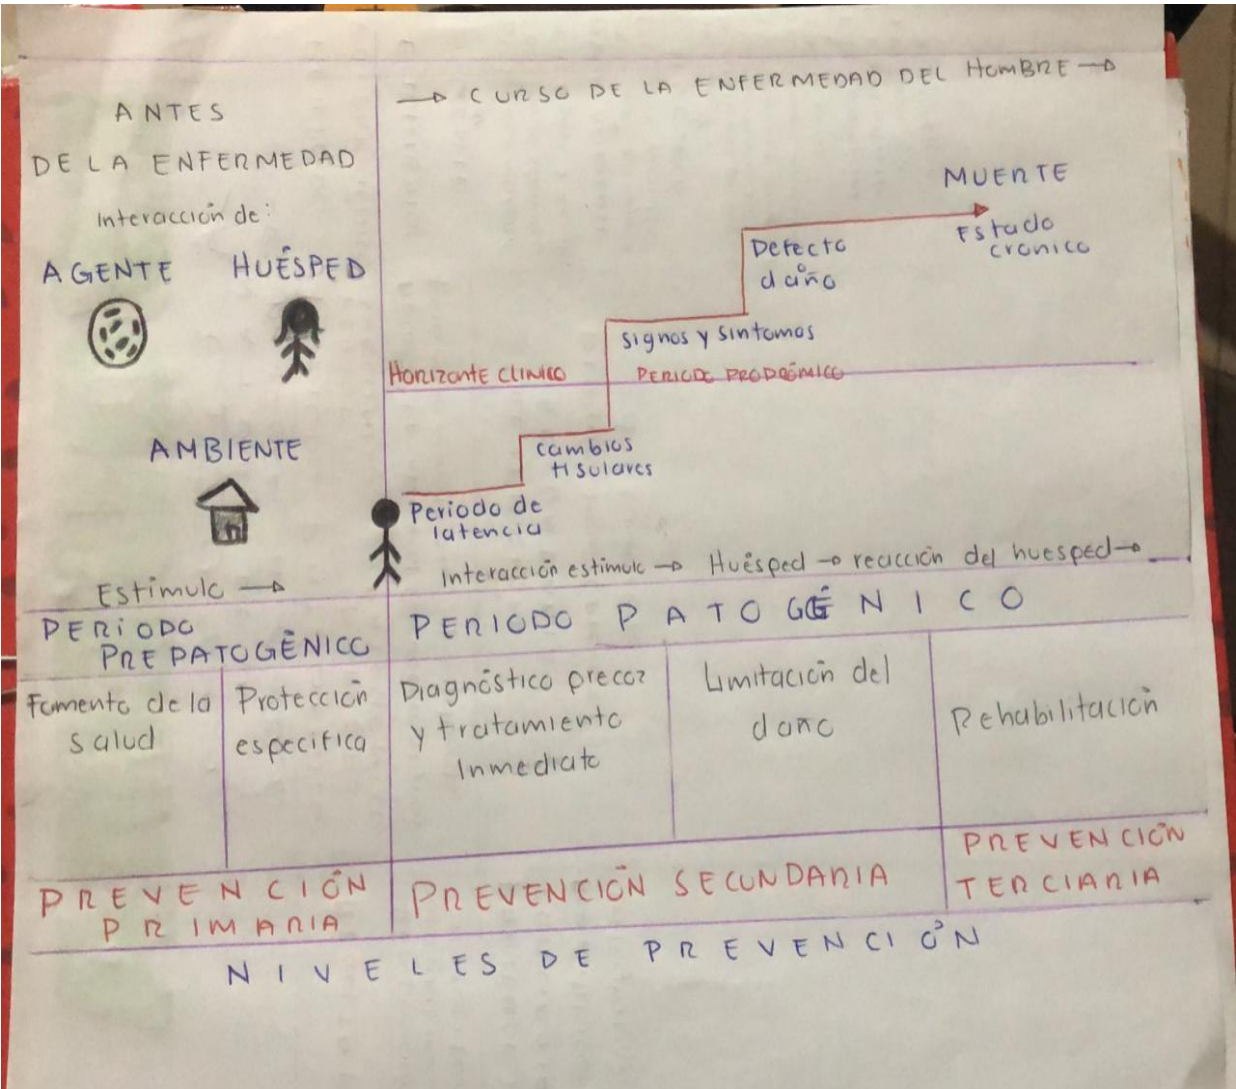 ANTES
DE LA ENFERMEDAD
Interacción de:
AGENTE HUÉSPED
AMBIENTE
Estimulo →
→ CURSO DE LA ENFERMEDAD DEL HOMBRE →
MUERTE
Estado
cronico
Defecto
o
daño
signos y sintomas
HORIZONTE CLINICO PERIODO PRODRÓMICO
cambios
tisulares
Periodo de
latencia
Interacción estimulo → Huésped → reacción del huesped →
PERIODO
PREPATOGÉNICO
PERIODO PATOGÉNICO
Fomento de la
salud
Protección
especifica
Diagnóstico precoz
y tratamiento
Inmediato
Limitación del
daño
Rehabilitación
PREVENCIÓN
PRIMARIA
PREVENCIÓN SECUNDARIA
PREVENCIÓN
TERCIARIA
NIVELES DE PREVENCIÓN